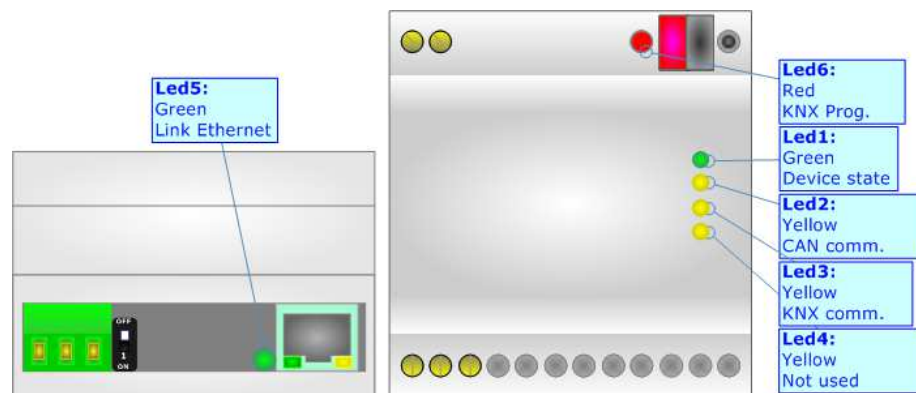 Led5:
Green
Link Ethernet
OFF
1
ON
Led6:
Red
KNX Prog.
Led1:
Green
Device state
Led2:
Yellow
CAN comm.
Led3:
Yellow
KNX comm.
Led4:
Yellow
Not used